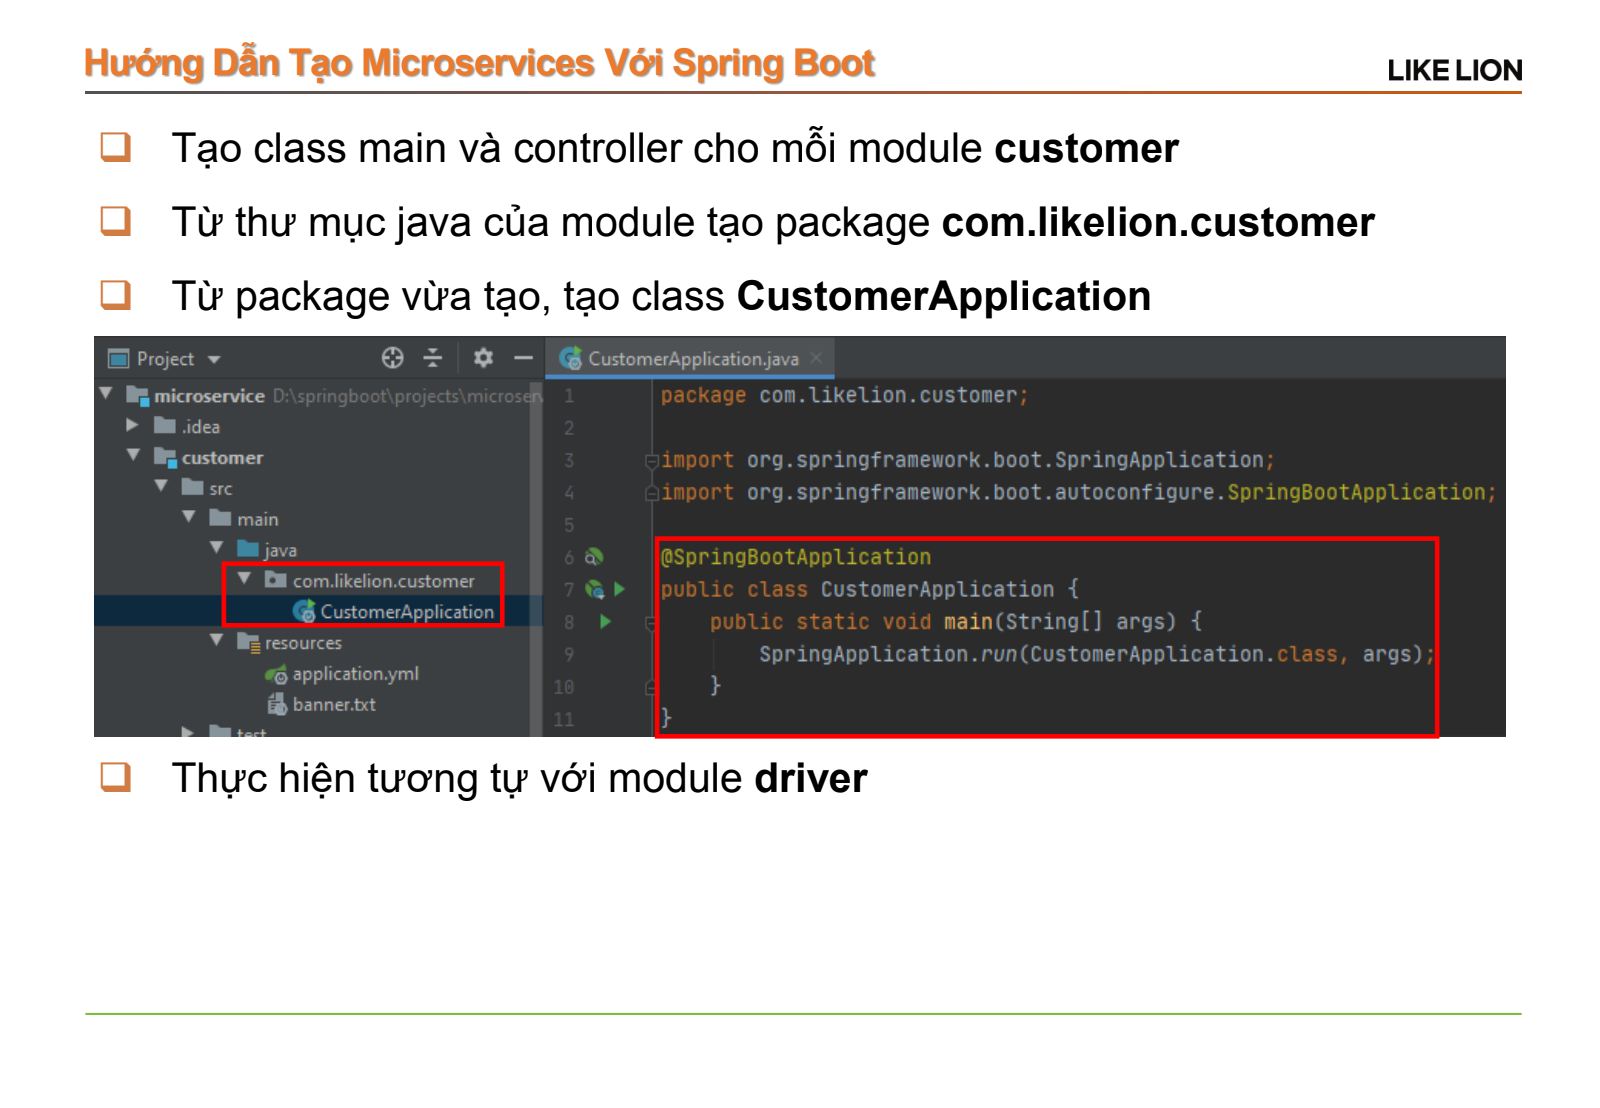 Hướng Dẫn Tạo Microservices Với Spring Boot
LIKE LION
Tạo class main và controller cho mỗi module customer
Từ thư mục java của module tạo package com.likelion.customer
Từ package vừa tạo, tạo class CustomerApplication
Project
microservice D:\springboot\projects\microser
.idea
customer
src
main
java
com.likelion.customer
CustomerApplication
resources
application.yml
banner.txt
test
CustomerApplication.java
1 package com.likelion.customer;
2
3 import org.springframework.boot.SpringApplication;
4 import org.springframework.boot.autoconfigure.SpringBootApplication;
5
6 @SpringBootApplication
7 public class CustomerApplication {
8 public static void main(String[] args) {
9 SpringApplication.run(CustomerApplication.class, args);
10 }
11 }
Thực hiện tương tự với module driver